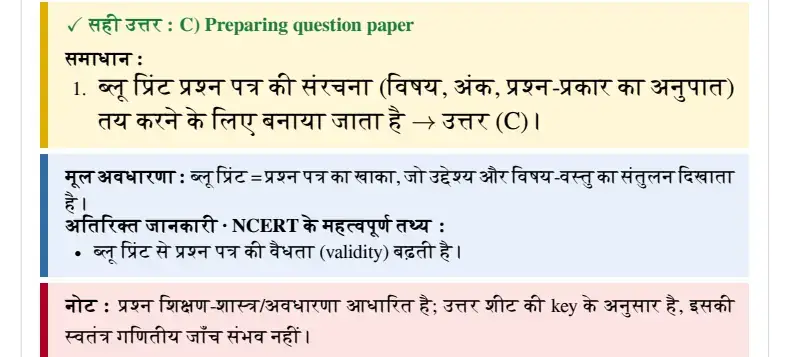 ✓ सही उत्तर : C) Preparing question paper
समाधान :
1. ब्लू प्रिंट प्रश्न पत्र की संरचना (विषय, अंक, प्रश्न-प्रकार का अनुपात)
तय करने के लिए बनाया जाता है → उत्तर (C)।
मूल अवधारणा : ब्लू प्रिंट = प्रश्न पत्र का खाका, जो उद्देश्य और विषय-वस्तु का संतुलन दिखाता
है।
अतिरिक्त जानकारी · NCERT के महत्वपूर्ण तथ्य :
• ब्लू प्रिंट से प्रश्न पत्र की वैधता (validity) बढ़ती है।
नोट : प्रश्न शिक्षण-शास्त्र/अवधारणा आधारित है; उत्तर शीट की key के अनुसार है, इसकी
स्वतंत्र गणितीय जाँच संभव नहीं।